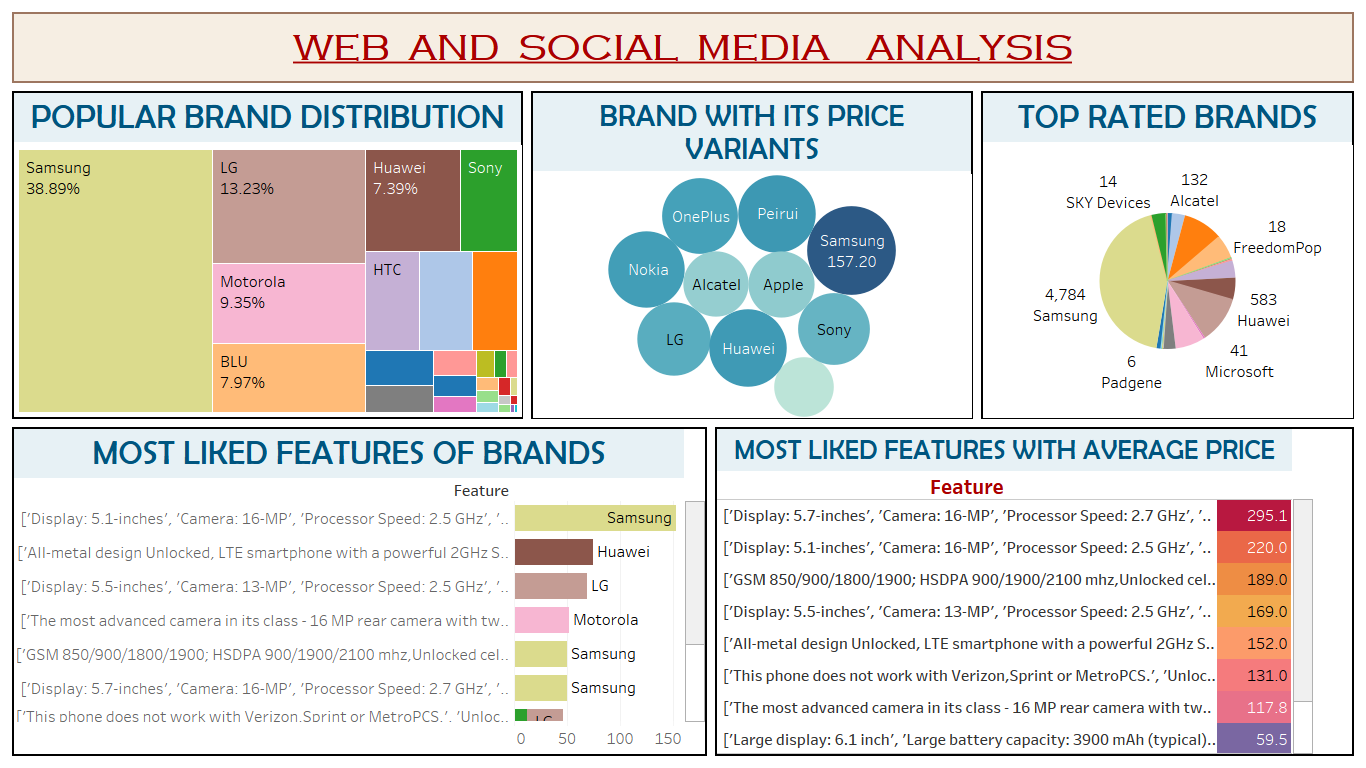 WEB AND SOCIAL MEDIA ANALYSIS
POPULAR BRAND DISTRIBUTION
Samsung
38.89%
LG
13.23%
Motorola
9.35%
BLU
7.97%
Huawei
7.39%
Sony
HTC
BRAND WITH ITS PRICE
VARIANTS
OnePlus
Peirui
Samsung
157.20
Nokia
Alcatel
Apple
LG
Huawei
Sony
TOP RATED BRANDS
14
SKY Devices
132
Alcatel
18
FreedomPop
4,784
Samsung
583
Huawei
41
Microsoft
6
Padgene
MOST LIKED FEATURES OF BRANDS
Feature
['Display: 5.1-inches', 'Camera: 16-MP', 'Processor Speed: 2.5 GHz', '.. Samsung
['All-metal design Unlocked, LTE smartphone with a powerful 2GHz S.. Huawei
['Display: 5.5-inches', 'Camera: 13-MP', 'Processor Speed: 2.5 GHz', '.. LG
['The most advanced camera in its class - 16 MP rear camera with tw.. Motorola
['GSM 850/900/1800/1900; HSDPA 900/1900/2100 mhz,Unlocked cel.. Samsung
['Display: 5.7-inches', 'Camera: 16-MP', 'Processor Speed: 2.7 GHz', '.. Samsung
['This phone does not work with Verizon,Sprint or MetroPCS.', 'Unloc.. LG
0 50 100 150
MOST LIKED FEATURES WITH AVERAGE PRICE
Feature
['Display: 5.7-inches', 'Camera: 16-MP', 'Processor Speed: 2.7 GHz', '.. 295.1
['Display: 5.1-inches', 'Camera: 16-MP', 'Processor Speed: 2.5 GHz', '.. 220.0
['GSM 850/900/1800/1900; HSDPA 900/1900/2100 mhz,Unlocked cel.. 189.0
['Display: 5.5-inches', 'Camera: 13-MP', 'Processor Speed: 2.5 GHz', '.. 169.0
['All-metal design Unlocked, LTE smartphone with a powerful 2GHz S.. 152.0
['This phone does not work with Verizon,Sprint or MetroPCS.', 'Unloc.. 131.0
['The most advanced camera in its class - 16 MP rear camera with tw.. 117.8
['Large display: 6.1 inch', 'Large battery capacity: 3900 mAh (typical).. 59.5